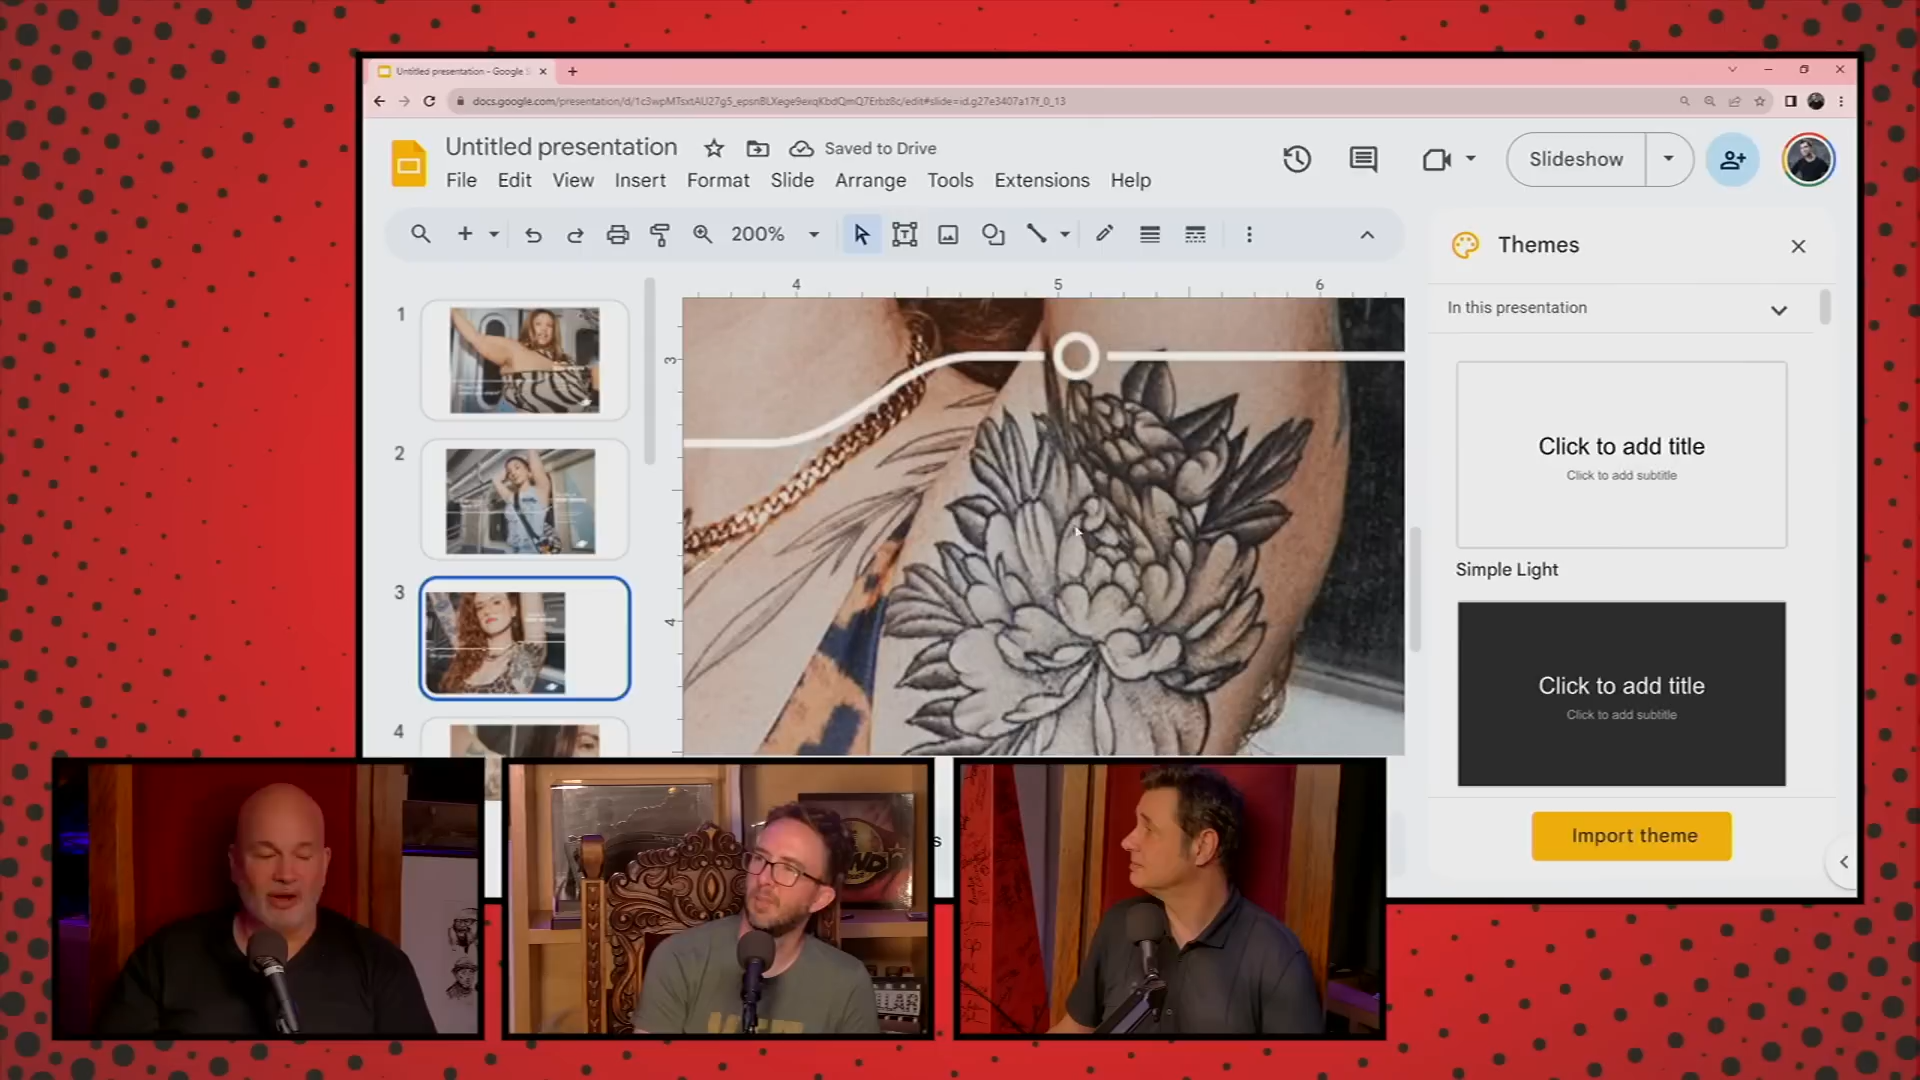 Untitled presentation - Google S
docs.google.com/presentation/d/1c3wpMTsxtAU27g5_epsnBLXege9exqKbdQmQ7Erbz8c/edit#slide=id.g27e3407a17f_0_13
Untitled presentation
Saved to Drive
File Edit View Insert Format Slide Arrange Tools Extensions Help
Slideshow
200%
Themes
In this presentation
4 5 6
3
4
1
2
3
4
Click to add title
Click to add subtitle
Simple Light
Click to add title
Click to add subtitle
Import theme